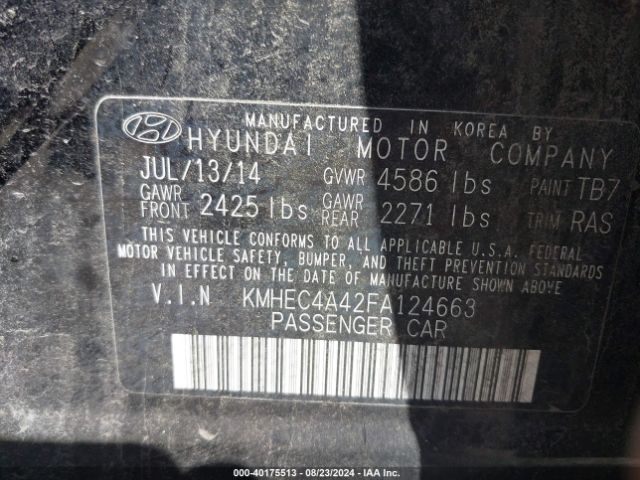 MANUFACTURED IN KOREA BY
HYUNDAI MOTOR COMPANY
JUL/13/14 GVWR 4586 lbs PAINT TB7
GAWR FRONT 2425 lbs GAWR REAR 2271 lbs TRIM RAS
THIS VEHICLE CONFORMS TO ALL APPLICABLE U.S.A. FEDERAL
MOTOR VEHICLE SAFETY, BUMPER, AND THEFT PREVENTION STANDARDS
IN EFFECT ON THE DATE OF MANUFACTURE SHOWN ABOVE.
V.I.N KMHEC4A42FA124663
PASSENGER CAR
000-40175513 - 08/23/2024 - IAA Inc.